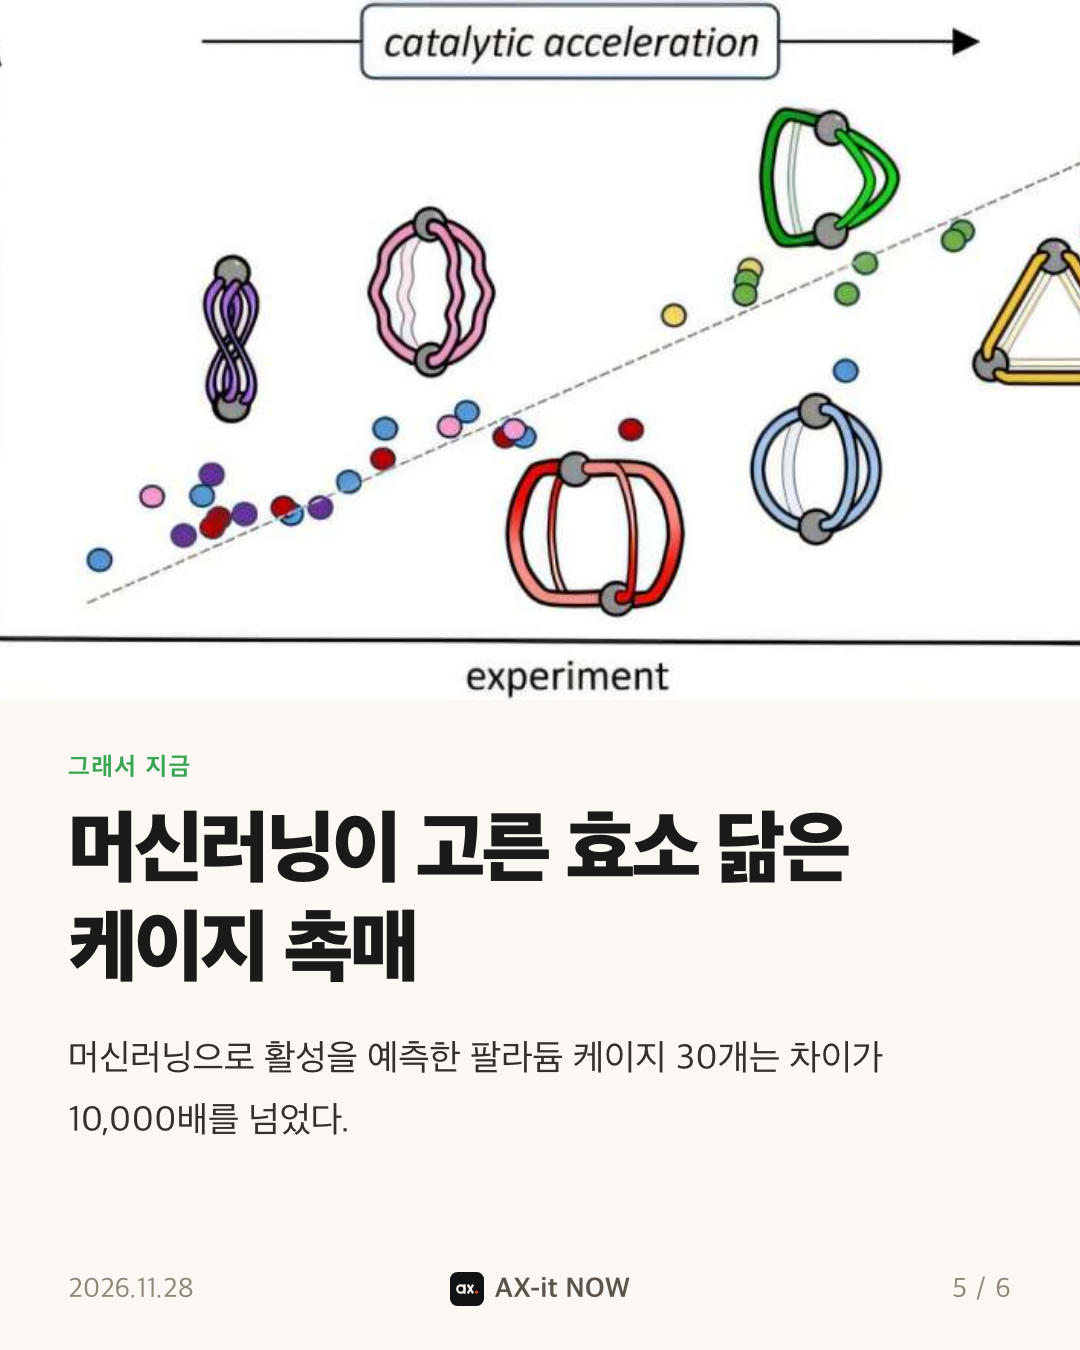 catalytic acceleration
experiment
그래서 지금
머신러닝이 고른 효소 닮은
케이지 촉매
머신러닝으로 활성을 예측한 팔라듐 케이지 30개는 차이가
10,000배를 넘었다.
2026.11.28
ax. AX-it NOW
5 / 6